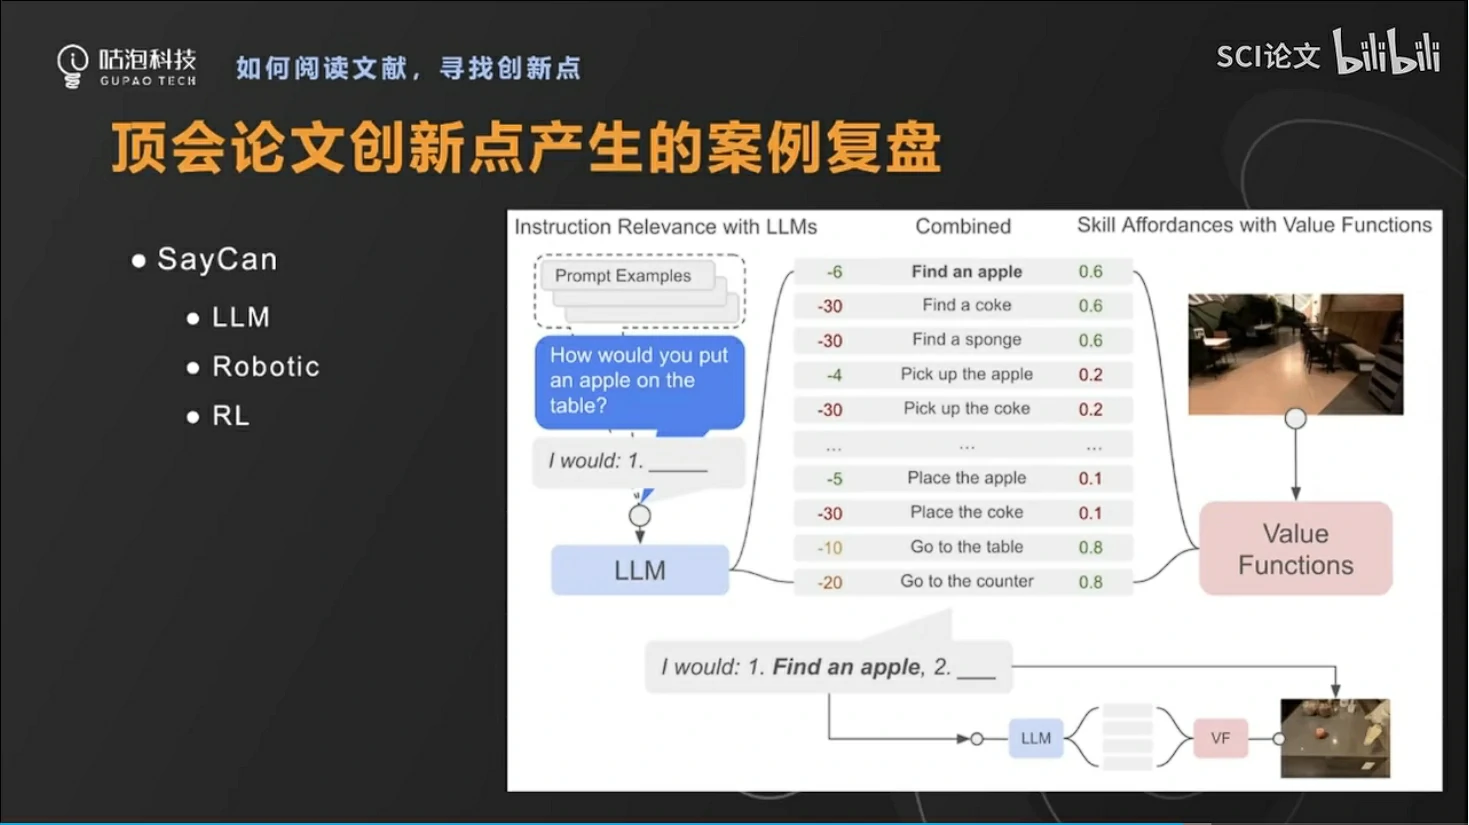 咕泡科技
GUPAO TECH
如何阅读文献，寻找创新点
SCI论文 bilibili
顶会论文创新点产生的案例复盘
SayCan
LLM
Robotic
RL
Instruction Relevance with LLMs
Combined
Skill Affordances with Value Functions
Prompt Examples
How would you put
an apple on the
table?
I would: 1. ______
LLM
-6 Find an apple 0.6
-30 Find a coke 0.6
-30 Find a sponge 0.6
-4 Pick up the apple 0.2
-30 Pick up the coke 0.2
... ... ...
-5 Place the apple 0.1
-30 Place the coke 0.1
-10 Go to the table 0.8
-20 Go to the counter 0.8
Value
Functions
I would: 1. Find an apple, 2. ___
LLM
VF